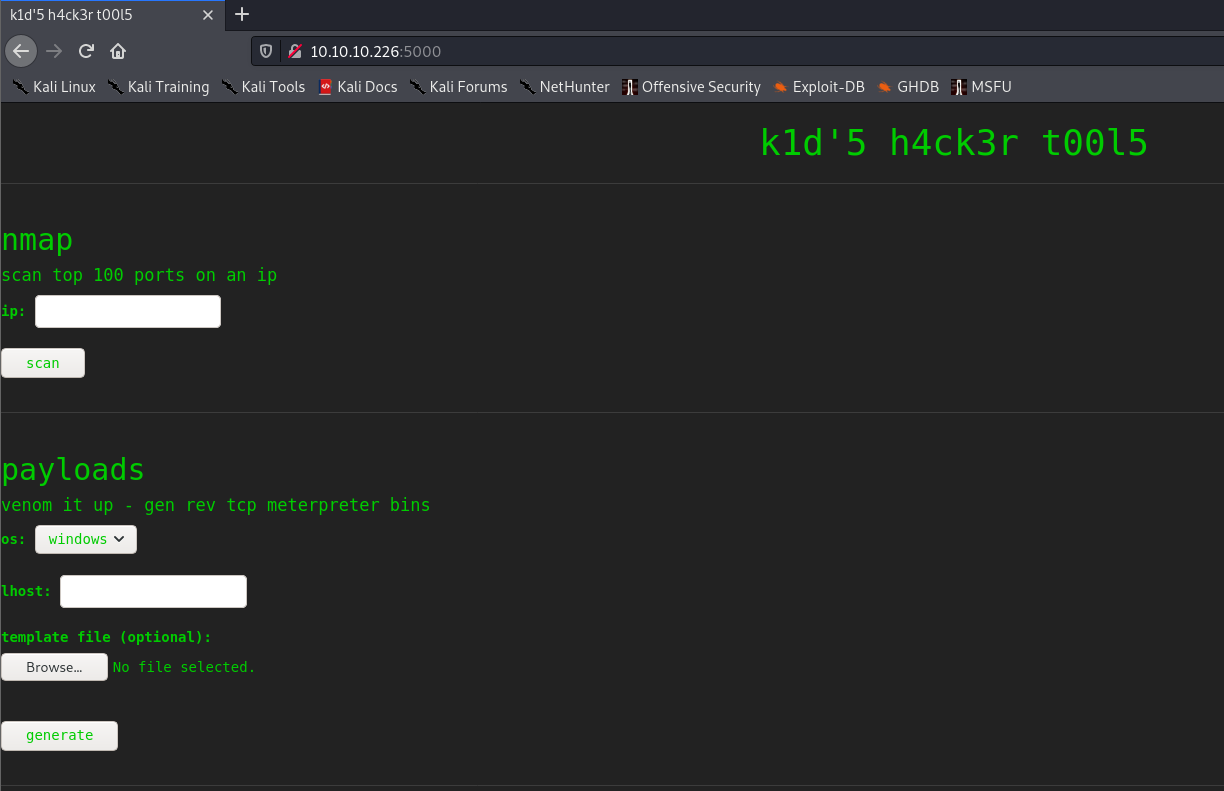 k1d'5 h4ck3r t00l5
10.10.10.226:5000
Kali Linux Kali Training Kali Tools Kali Docs Kali Forums NetHunter Offensive Security Exploit-DB GHDB MSFU
k1d'5 h4ck3r t00l5
nmap
scan top 100 ports on an ip
ip:
scan
payloads
venom it up - gen rev tcp meterpreter bins
os: windows
lhost:
template file (optional):
Browse... No file selected.
generate